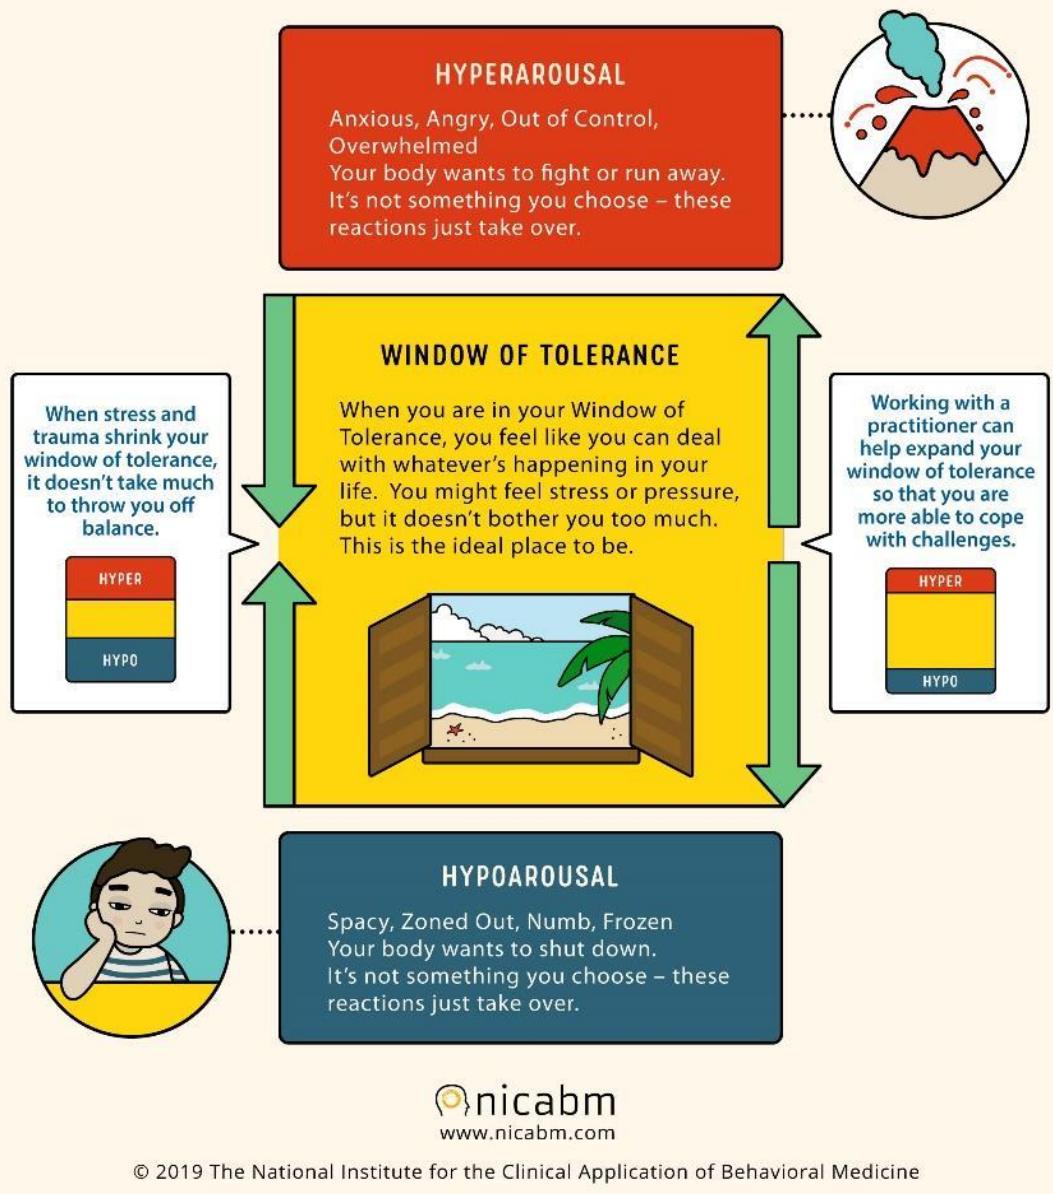 HYPERAROUSAL
Anxious, Angry, Out of Control,
Overwhelmed
Your body wants to fight or run away.
It's not something you choose – these
reactions just take over.
WINDOW OF TOLERANCE
When you are in your Window of
Tolerance, you feel like you can deal
with whatever's happening in your
life. You might feel stress or pressure,
but it doesn't bother you too much.
This is the ideal place to be.
When stress and
trauma shrink your
window of tolerance,
it doesn't take much
to throw you off
balance.
HYPER
HYPO
Working with a
practitioner can
help expand your
window of tolerance
so that you are
more able to cope
with challenges.
HYPER
HYPO
HYPOAROUSAL
Spacy, Zoned Out, Numb, Frozen
Your body wants to shut down.
It's not something you choose – these
reactions just take over.
nicabm
www.nicabm.com
© 2019 The National Institute for the Clinical Application of Behavioral Medicine